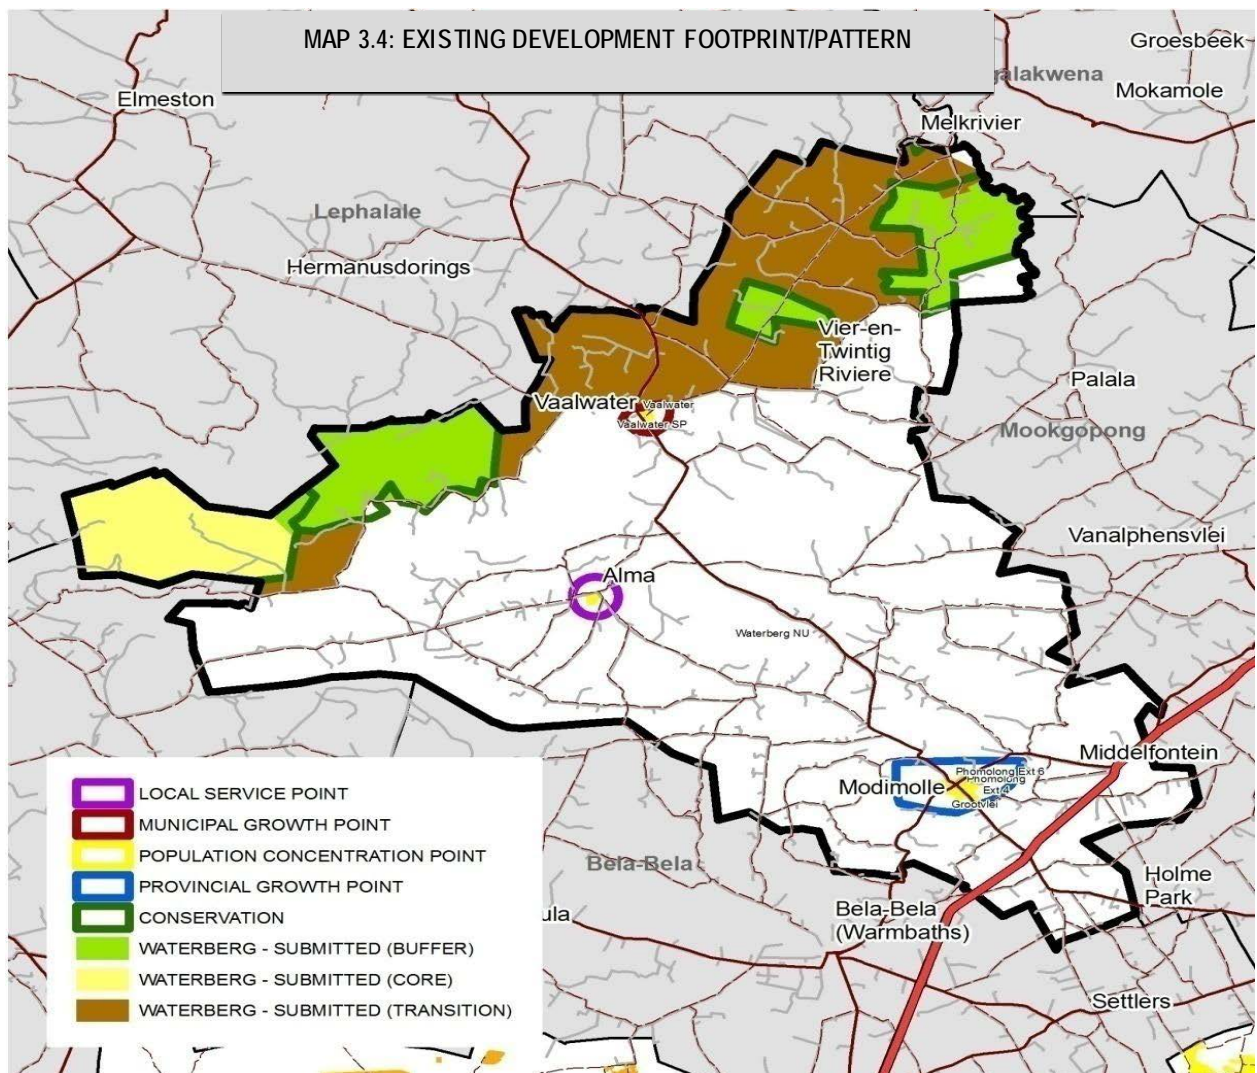 MAP 3.4: EXISTING DEVELOPMENT FOOTPRINT/PATTERN
Groesbeek
galakwena
Mokamole
Elmeston
Melkrivier
Lephalale
Hermanusdorings
Vier-en-
Twintig
Riviere
Palala
Vaalwater
Vaalwater
Vaalwater SP
Mookgopong
Vanalphensvlei
Alma
Waterberg NU
Middelfontein
Modimolle
Phomolong Ext 6
Phomolong
Ext 4
Grootvlei
Bela-Bela
Holme
Park
ula
Bela-Bela
(Warmbaths)
Settlers
LOCAL SERVICE POINT
MUNICIPAL GROWTH POINT
POPULATION CONCENTRATION POINT
PROVINCIAL GROWTH POINT
CONSERVATION
WATERBERG - SUBMITTED (BUFFER)
WATERBERG - SUBMITTED (CORE)
WATERBERG - SUBMITTED (TRANSITION)